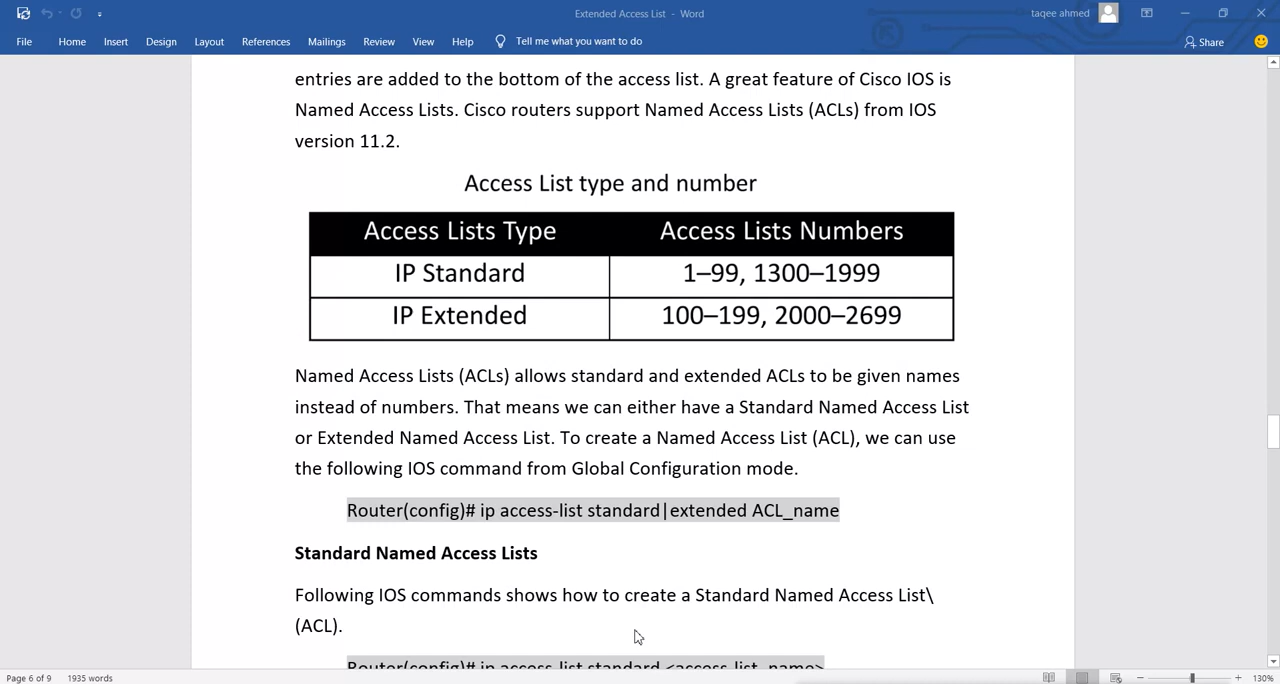 Extended Access List - Word
taqee ahmed
File Home Insert Design Layout References Mailings Review View Help Tell me what you want to do Share
entries are added to the bottom of the access list. A great feature of Cisco IOS is
Named Access Lists. Cisco routers support Named Access Lists (ACLs) from IOS
version 11.2.
Access List type and number
Access Lists Type Access Lists Numbers
IP Standard 1–99, 1300–1999
IP Extended 100–199, 2000–2699
Named Access Lists (ACLs) allows standard and extended ACLs to be given names
instead of numbers. That means we can either have a Standard Named Access List
or Extended Named Access List. To create a Named Access List (ACL), we can use
the following IOS command from Global Configuration mode.
Router(config)# ip access-list standard|extended ACL_name
Standard Named Access Lists
Following IOS commands shows how to create a Standard Named Access List\
(ACL).
Router(config)# ip access-list standard <access-list_name>
Page 6 of 9 1935 words 130%